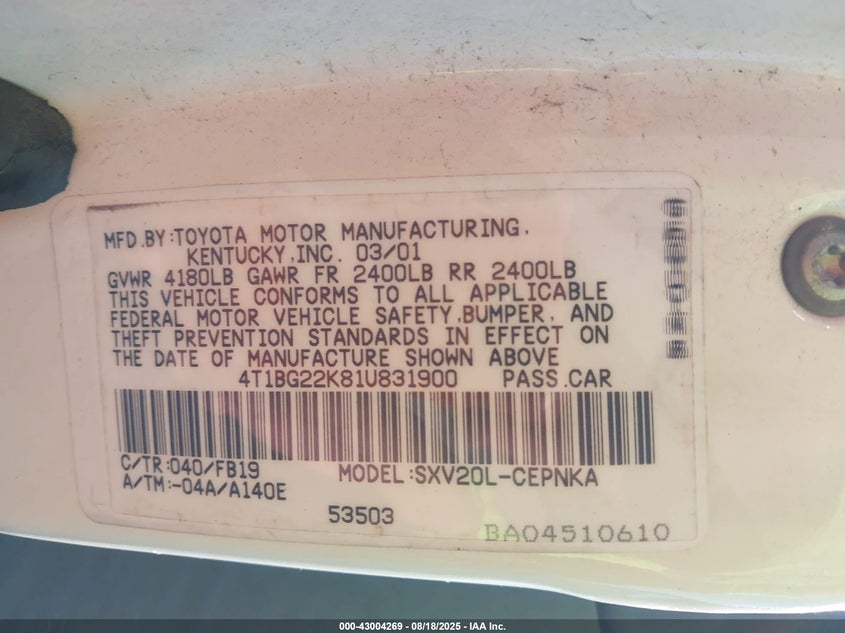 MFD.BY:TOYOTA MOTOR MANUFACTURING,
KENTUCKY,INC. 03/01
GVWR 4180LB GAWR FR 2400LB RR 2400LB
THIS VEHICLE CONFORMS TO ALL APPLICABLE
FEDERAL MOTOR VEHICLE SAFETY,BUMPER, AND
THEFT PREVENTION STANDARDS IN EFFECT ON
THE DATE OF MANUFACTURE SHOWN ABOVE
4T1BG22K81U831900 PASS.CAR
C/TR:040/FB19 MODEL:SXV20L-CEPNKA
A/TM:-04A/A140E
53503
BA04510610
000-43004269 - 08/18/2025 - IAA Inc.